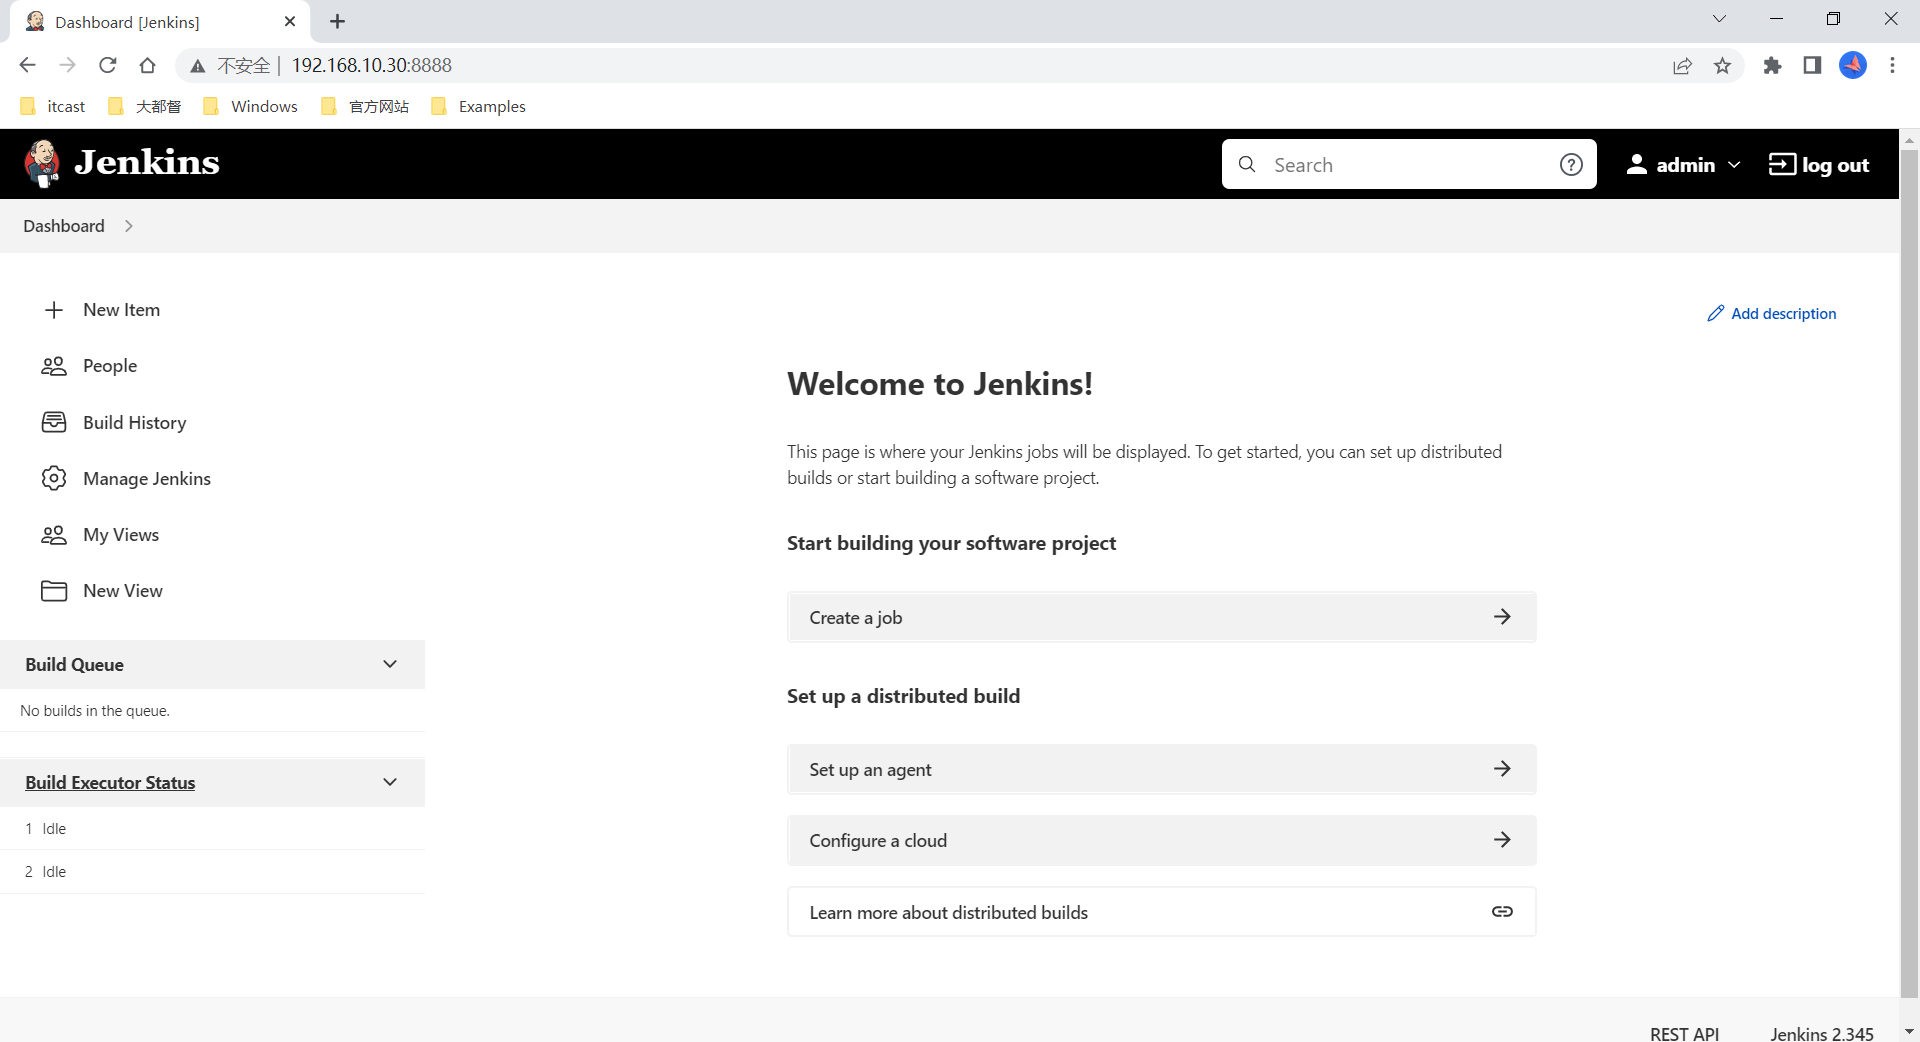 Dashboard [Jenkins]
不安全 | 192.168.10.30:8888
itcast 大都督 Windows 官方网站 Examples
Jenkins Search admin log out
Dashboard
New Item
Add description
People
Build History
Manage Jenkins
My Views
New View
Build Queue
No builds in the queue.
Build Executor Status
1 Idle
2 Idle
Welcome to Jenkins!
This page is where your Jenkins jobs will be displayed. To get started, you can set up distributed
builds or start building a software project.
Start building your software project
Create a job
Set up a distributed build
Set up an agent
Configure a cloud
Learn more about distributed builds
REST API Jenkins 2.345